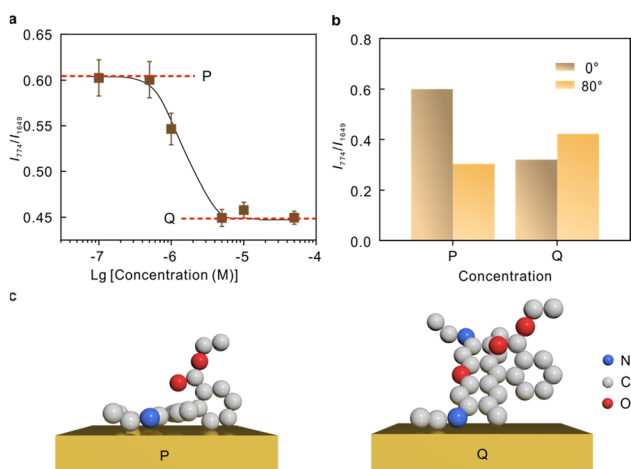 a
0.65
0.60
0.55
0.50
0.45
I774/I1649
P
Q
-7
-6
-5
-4
Lg [Concentration (M)]
b
0.8
0.6
0.4
0.2
0.0
I774/I1649
0°
80°
P
Q
Concentration
c
P
Q
N
C
O